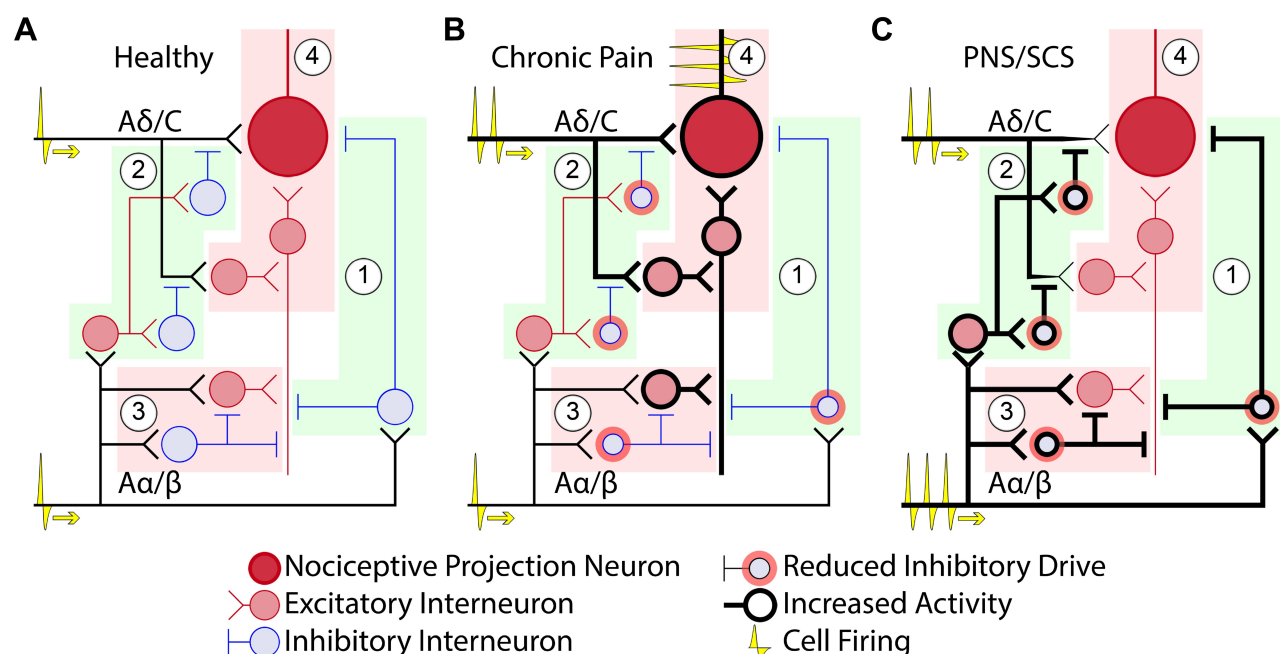 A Healthy 4
Aδ/C
2
1
3
Aα/β
B Chronic Pain 4
Aδ/C
2
1
3
Aα/β
C PNS/SCS 4
Aδ/C
2
1
3
Aα/β
Nociceptive Projection Neuron
Excitatory Interneuron
Inhibitory Interneuron
Reduced Inhibitory Drive
Increased Activity
Cell Firing